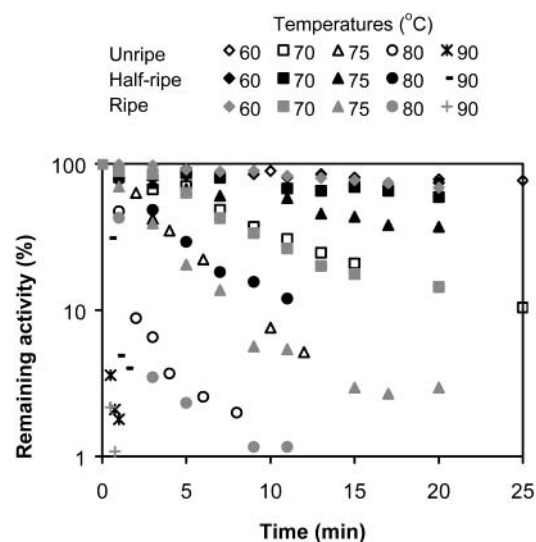 Temperatures (°C)
Unripe 60 70 75 80 90
Half-ripe 60 70 75 80 90
Ripe 60 70 75 80 90
100
10
1
Remaining activity (%)
0 5 10 15 20 25
Time (min)